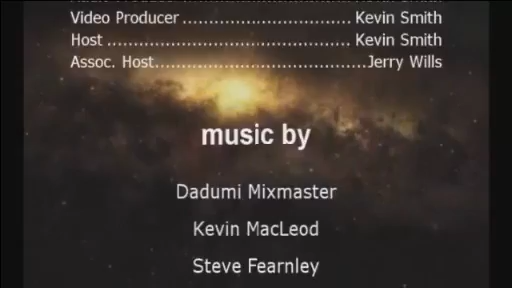 Video Producer.............................. Kevin Smith
Host........................................... Kevin Smith
Assoc. Host.....................................Jerry Wills
music by
Dadumi Mixmaster
Kevin MacLeod
Steve Fearnley